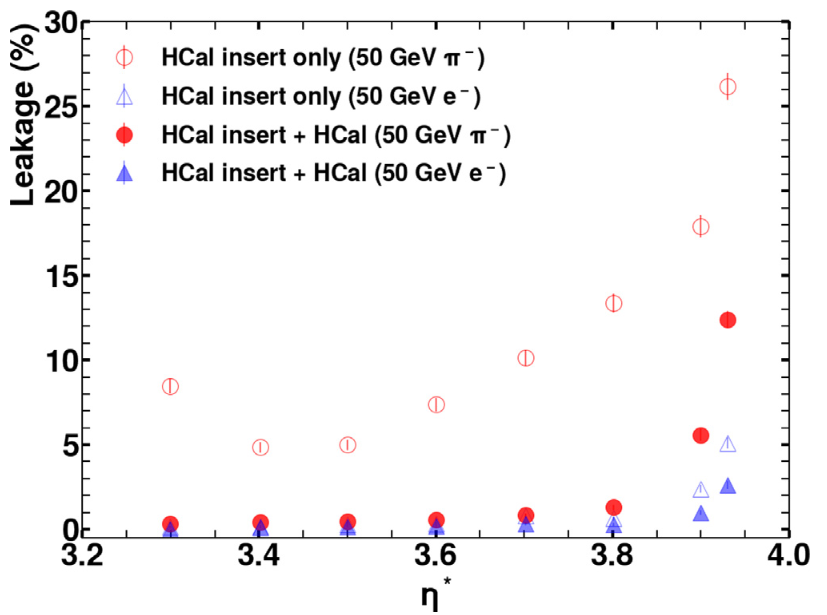 Leakage (%)
30
25
20
15
10
5
0
HCal insert only (50 GeV π⁻)
HCal insert only (50 GeV e⁻)
HCal insert + HCal (50 GeV π⁻)
HCal insert + HCal (50 GeV e⁻)
3.2 3.4 3.6 3.8 4.0
η*